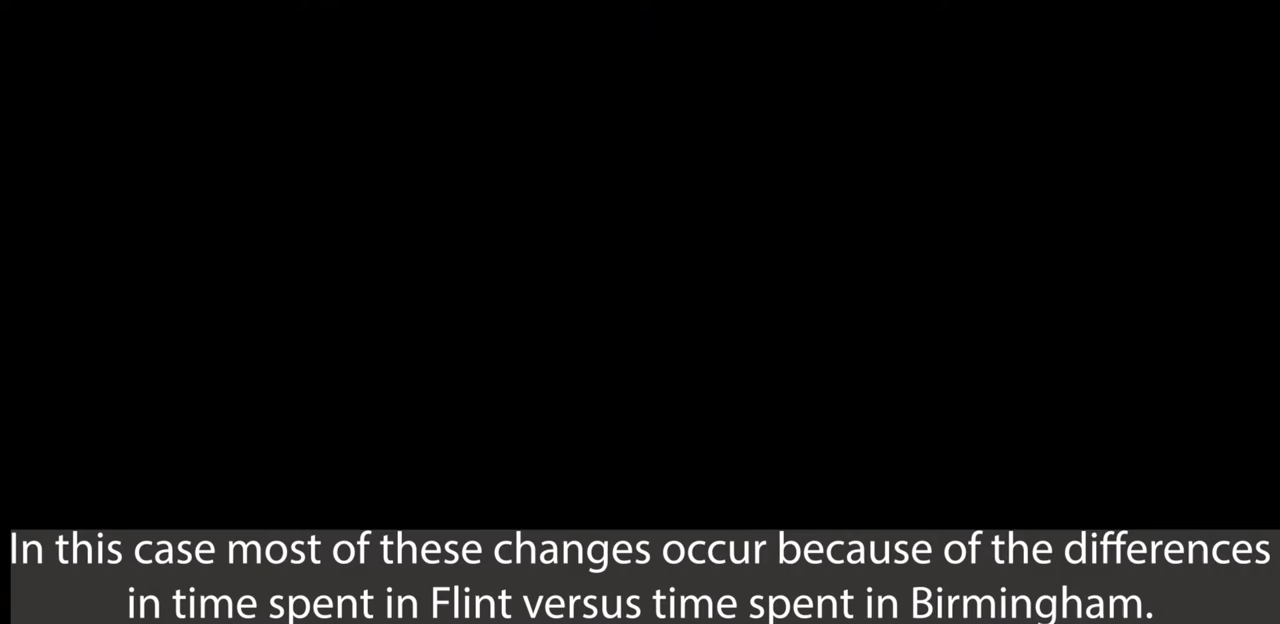 In this case most of these changes occur because of the differences
in time spent in Flint versus time spent in Birmingham.